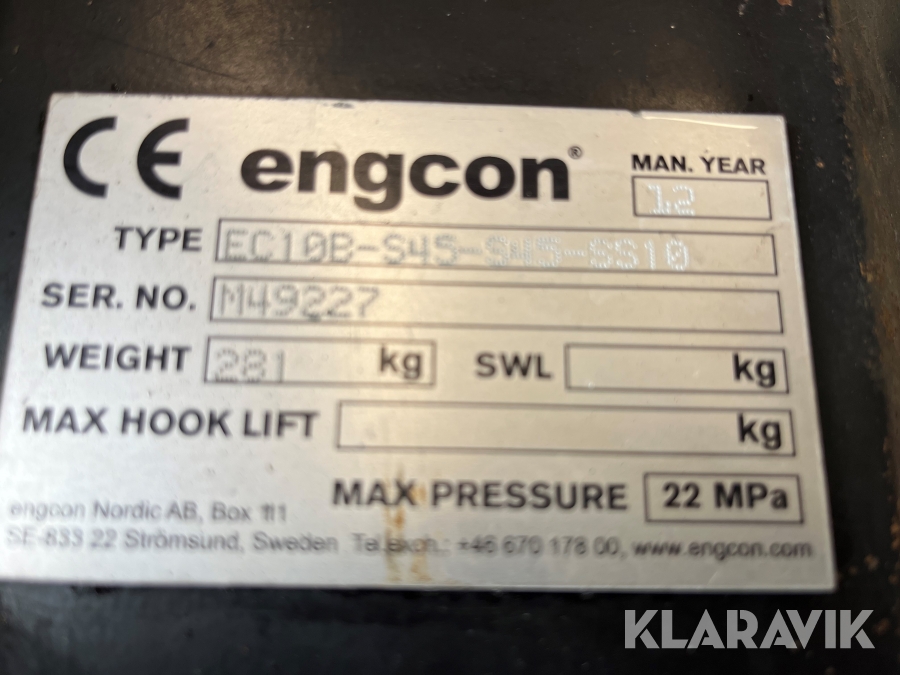 CE engcon® MAN. YEAR
12
TYPE EC10B-S45-SS10
SER. NO. M49227
WEIGHT 281 kg SWL kg
MAX HOOK LIFT kg
MAX PRESSURE 22 MPa
engcon Nordic AB, Box 111
SE-833 22 Strömsund, Sweden +46 670 178 00, www.engcon.com
KLARAVIK